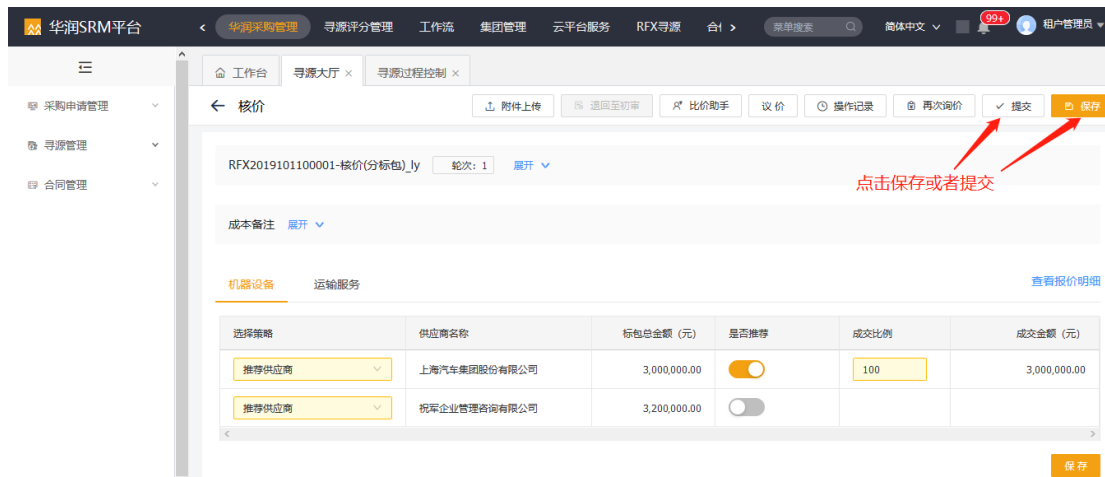 华润SRM平台 华润采购管理 寻源评分管理 工作流 集团管理 云平台服务 RFX寻源 菜单搜索 简体中文 99+ 租户管理员
工作台 寻源大厅 × 寻源过程控制 ×
采购申请管理
寻源管理
合同管理
核价 附件上传 退回至初审 比价助手 议价 操作记录 再次询价 提交 保存
RFX2019101100001-核价(分标包)_ly 轮次: 1 展开
点击保存或者提交
成本备注 展开
机器设备 运输服务 查看报价明细
选择策略 供应商名称 标包总金额（元） 是否推荐 成交比例 成交金额（元）
推荐供应商 上海汽车集团股份有限公司 3,000,000.00 100 3,000,000.00
推荐供应商 祝军企业管理咨询有限公司 3,200,000.00
保存